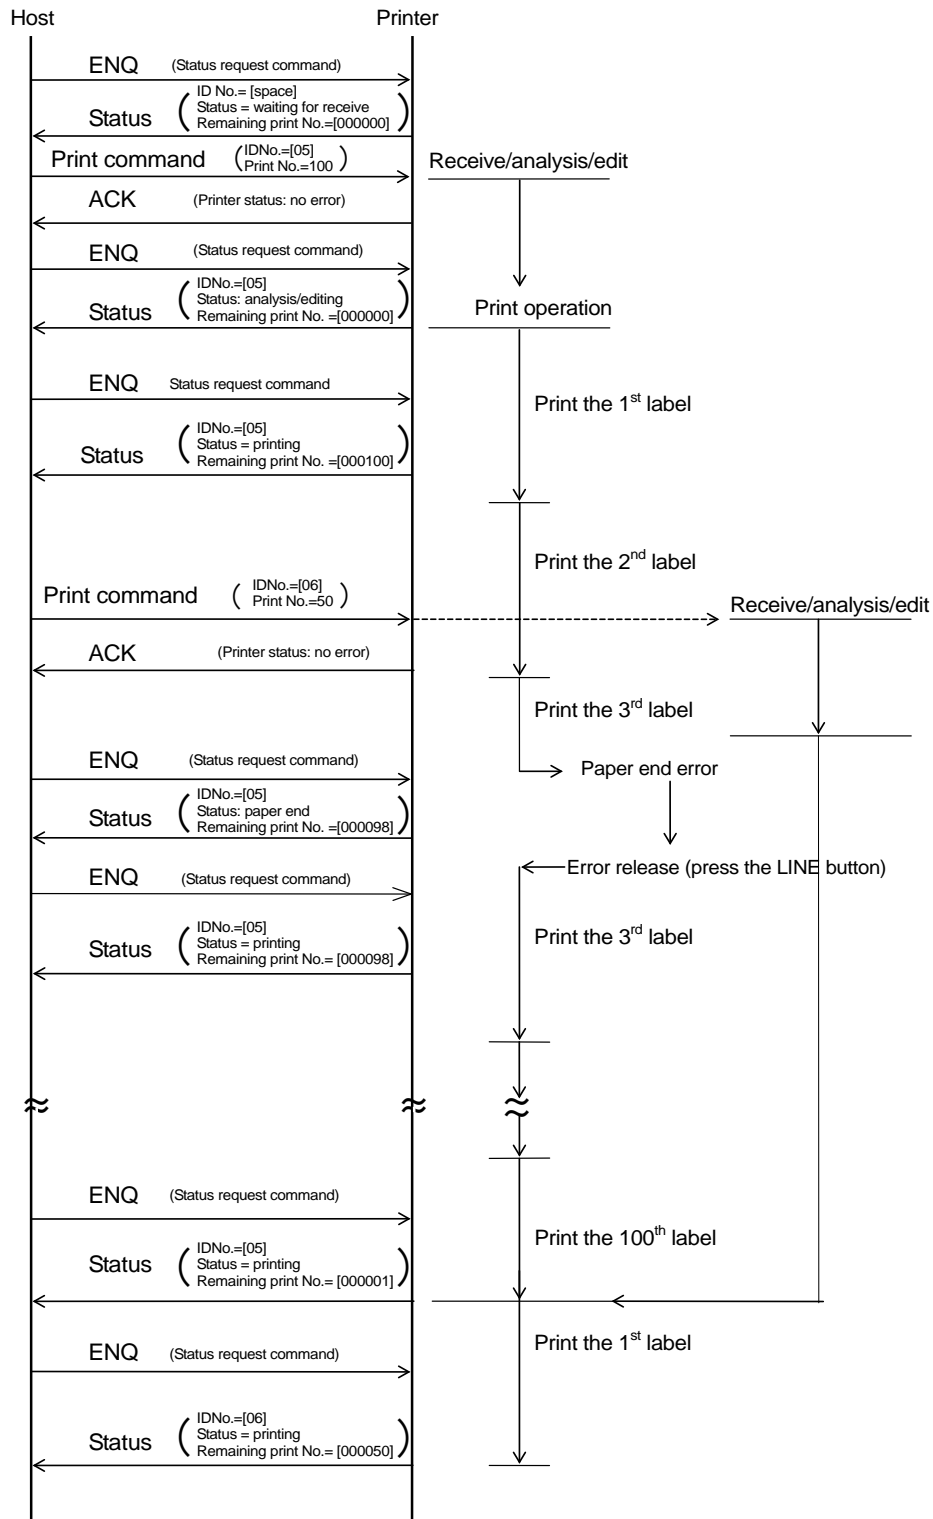 Host Printer
ENQ (Status request command)
ID No.= [space]
Status = waiting for receive
Status
Remaining print No.=[000000]
Print command (IDNo.=[05]
Print No.=100)
Receive/analysis/edit
ACK (Printer status: no error)
ENQ (Status request command)
IDNo.=[05]
Status: analysis/editing
Status
Remaining print No. =[000000]
Print operation
ENQ Status request command
Print the 1st label
IDNo.=[05]
Status = printing
Status
Remaining print No. =[000100]
Print the 2nd label
Print command (IDNo.=[06]
Print No.=50)
Receive/analysis/edit
ACK (Printer status: no error)
Print the 3rd label
ENQ (Status request command)
Paper end error
IDNo.=[05]
Status: paper end
Status
Remaining print No. =[000098]
Error release (press the LINE button)
ENQ (Status request command)
IDNo.=[05]
Status = printing
Status
Remaining print No.= [000098]
Print the 3rd label
ENQ (Status request command)
Print the 100th label
IDNo.=[05]
Status = printing
Status
Remaining print No.= [000001]
Print the 1st label
ENQ (Status request command)
IDNo.=[06]
Status = printing
Status
Remaining print No.= [000050]